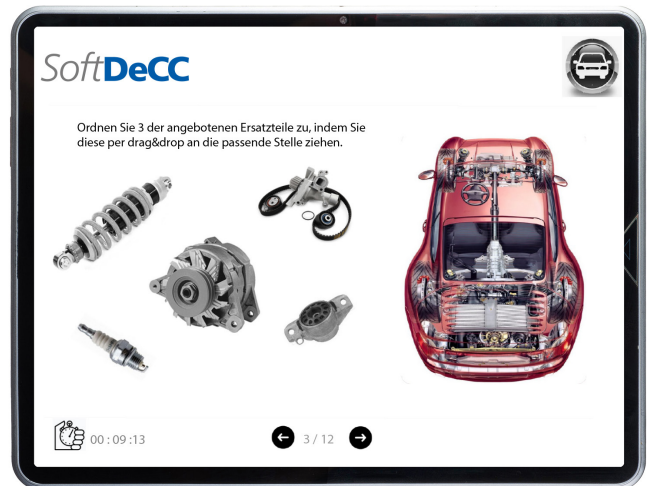 SoftDeCC
Ordnen Sie 3 der angebotenen Ersatzteile zu, indem Sie
diese per drag&drop an die passende Stelle ziehen.
00 : 09 :13
3 / 12